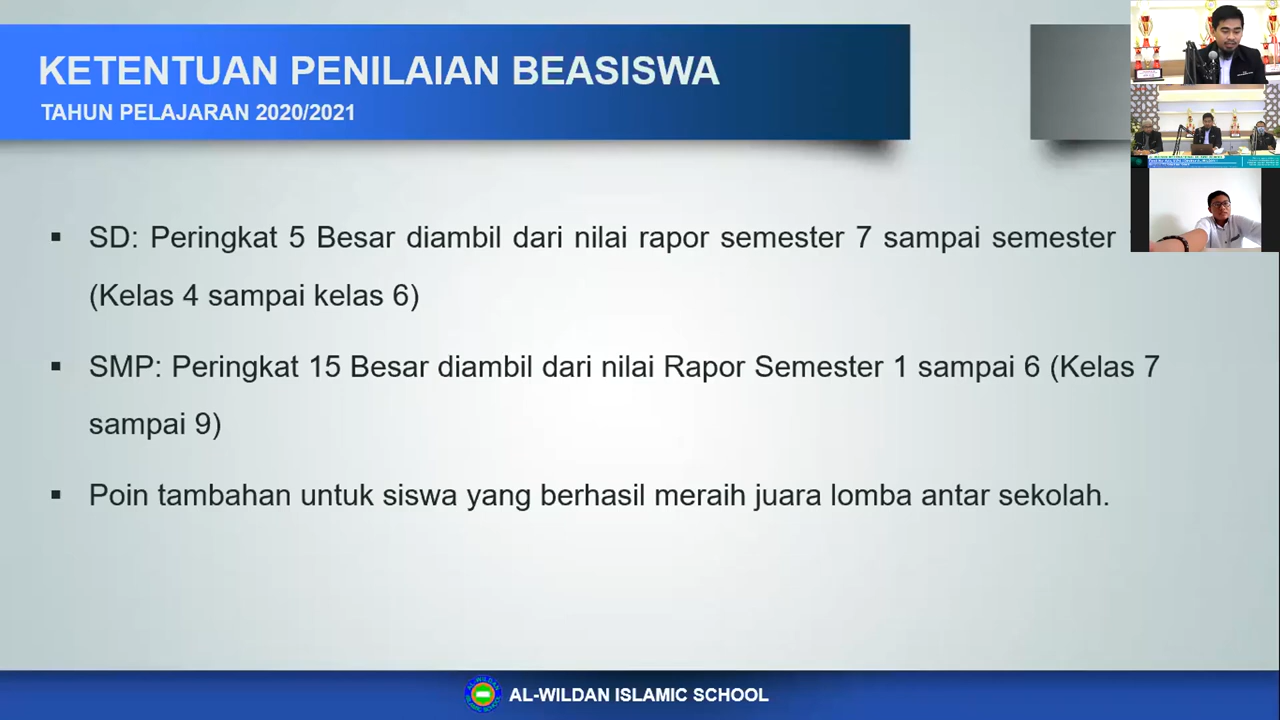 KETENTUAN PENILAIAN BEASISWA
TAHUN PELAJARAN 2020/2021
▪ SD: Peringkat 5 Besar diambil dari nilai rapor semester 7 sampai semester
(Kelas 4 sampai kelas 6)
▪ SMP: Peringkat 15 Besar diambil dari nilai Rapor Semester 1 sampai 6 (Kelas 7
sampai 9)
▪ Poin tambahan untuk siswa yang berhasil meraih juara lomba antar sekolah.
AL-WILDAN ISLAMIC SCHOOL